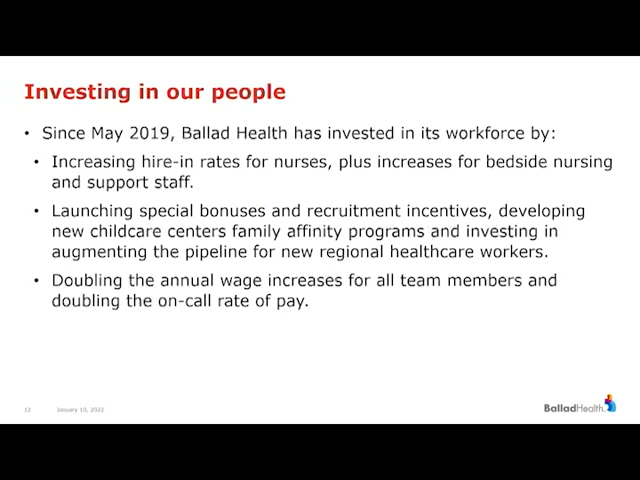 Investing in our people
• Since May 2019, Ballad Health has invested in its workforce by:
• Increasing hire-in rates for nurses, plus increases for bedside nursing
and support staff.
• Launching special bonuses and recruitment incentives, developing
new childcare centers family affinity programs and investing in
augmenting the pipeline for new regional healthcare workers.
• Doubling the annual wage increases for all team members and
doubling the on-call rate of pay.
January 10, 2023
BalladHealth